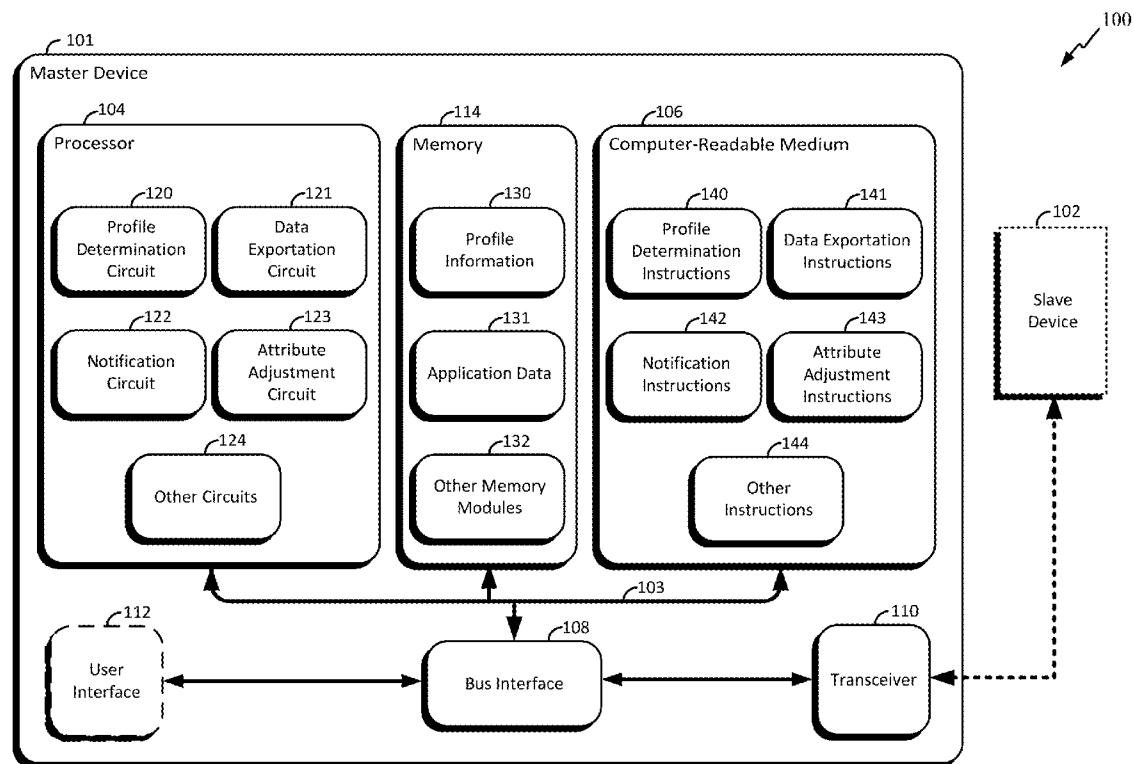 100
101
Master Device
104
Processor
120
Profile
Determination
Circuit
121
Data
Exportation
Circuit
122
Notification
Circuit
123
Attribute
Adjustment
Circuit
124
Other Circuits
114
Memory
130
Profile
Information
131
Application Data
132
Other Memory
Modules
106
Computer-Readable Medium
140
Profile
Determination
Instructions
141
Data Exportation
Instructions
142
Notification
Instructions
143
Attribute
Adjustment
Instructions
144
Other
Instructions
102
Slave
Device
103
112
User
Interface
108
Bus Interface
110
Transceiver